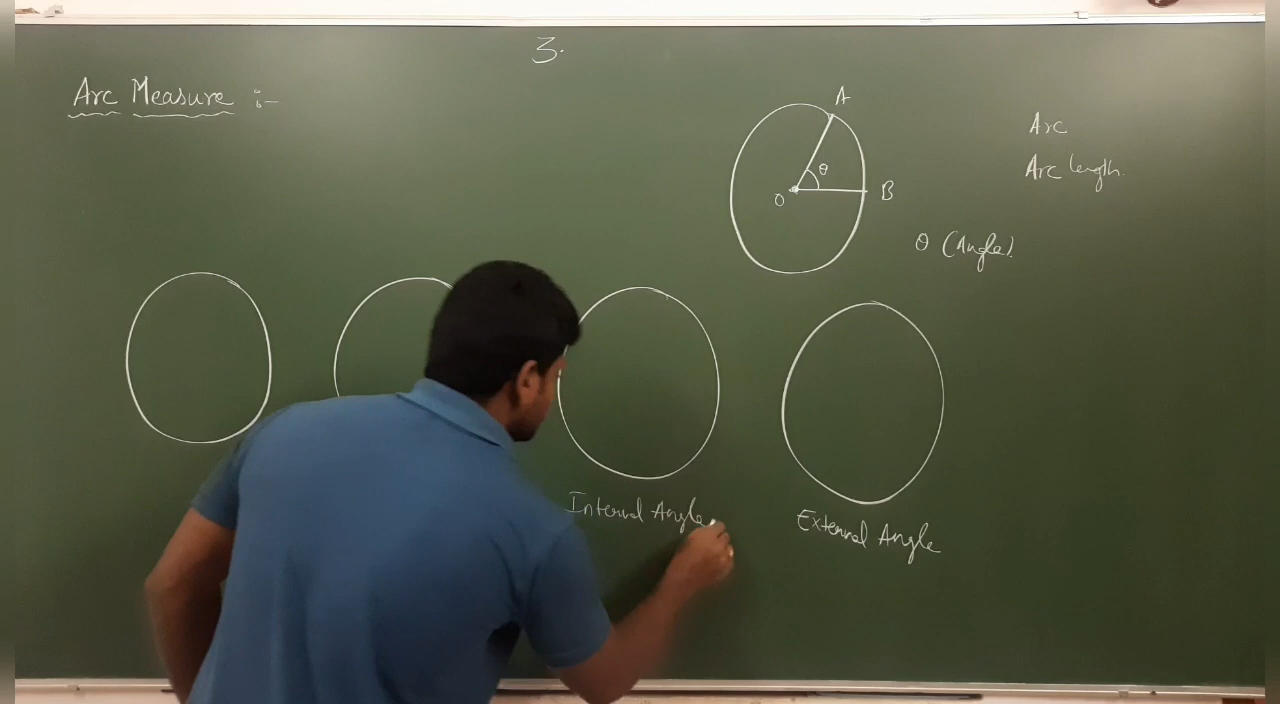 3.
Arc Measure :-
A
θ
O
B
Arc
Arc length.
θ (Angle).
Internal Angle
External Angle